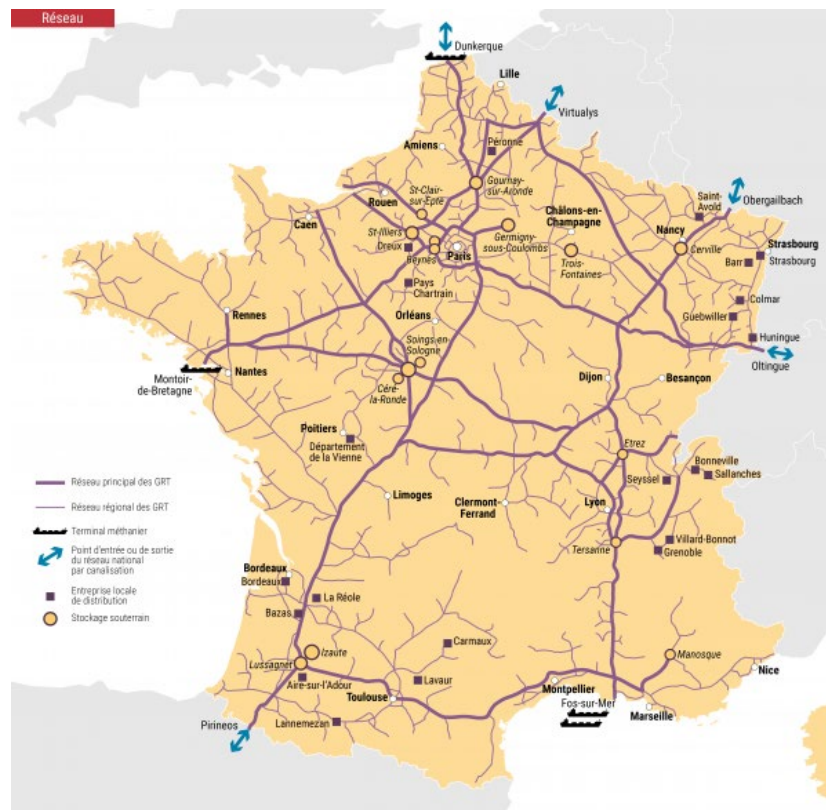 Réseau
Dunkerque
Lille
Virtualys
Amiens
Péronne
Gournay-
sur-Aronde
St-Clair-
sur-Epte
Rouen
Saint-
Avold
Obergailbach
Caen
St-Illiers
Dreux
Beynes
Paris
Germigny-
sous-Coulombs
Châlons-en-
Champagne
Trois-
Fontaines
Nancy
Cerville
Strasbourg
Strasbourg
Barr
Pays
Chartrain
Colmar
Guebwiller
Rennes
Orléans
Huningue
Soings-en-
Sologne
Oltingue
Montoir-
de-Bretagne
Nantes
Céré-
la-Ronde
Dijon
Besançon
Poitiers
Département
de la Vienne
Etrez
Bonneville
Sallanches
Seyssel
Limoges
Clermont-
Ferrand
Lyon
Villard-Bonnot
Grenoble
Tersanne
Réseau principal des GRT
Réseau régional des GRT
Terminal méthanier
Point d'entrée ou de sortie
du réseau national
par canalisation
Entreprise locale
de distribution
Stockage souterrain
Bordeaux
Bordeaux
La Réole
Bazas
Carmaux
Izaute
Lussagnet
Manosque
Aire-sur-l'Adour
Lavaur
Nice
Toulouse
Montpellier
Fos-sur-Mer
Marseille
Pirineos
Lannemezan